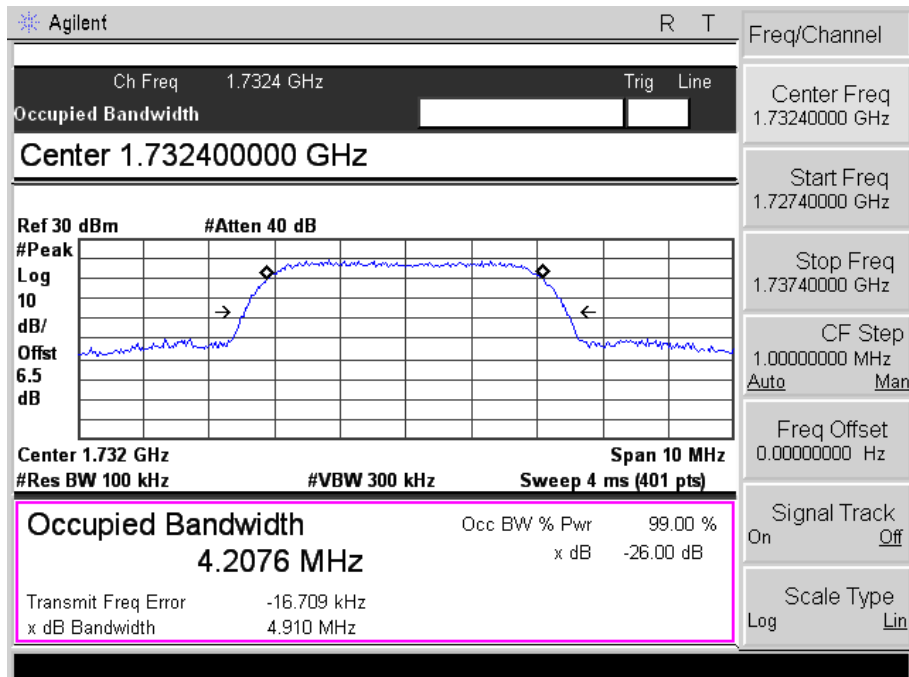 Agilent R T
Ch Freq 1.7324 GHz Trig Line
Occupied Bandwidth
Center 1.732400000 GHz
Ref 30 dBm #Atten 40 dB
#Peak
Log
10
dB/
Offst
6.5
dB
Center 1.732 GHz Span 10 MHz
#Res BW 100 kHz #VBW 300 kHz Sweep 4 ms (401 pts)
Occupied Bandwidth Occ BW % Pwr 99.00 %
4.2076 MHz x dB -26.00 dB
Transmit Freq Error -16.709 kHz
x dB Bandwidth 4.910 MHz
Freq/Channel
Center Freq
1.73240000 GHz
Start Freq
1.72740000 GHz
Stop Freq
1.73740000 GHz
CF Step
1.00000000 MHz
Auto Man
Freq Offset
0.00000000 Hz
Signal Track
On Off
Scale Type
Log Lin